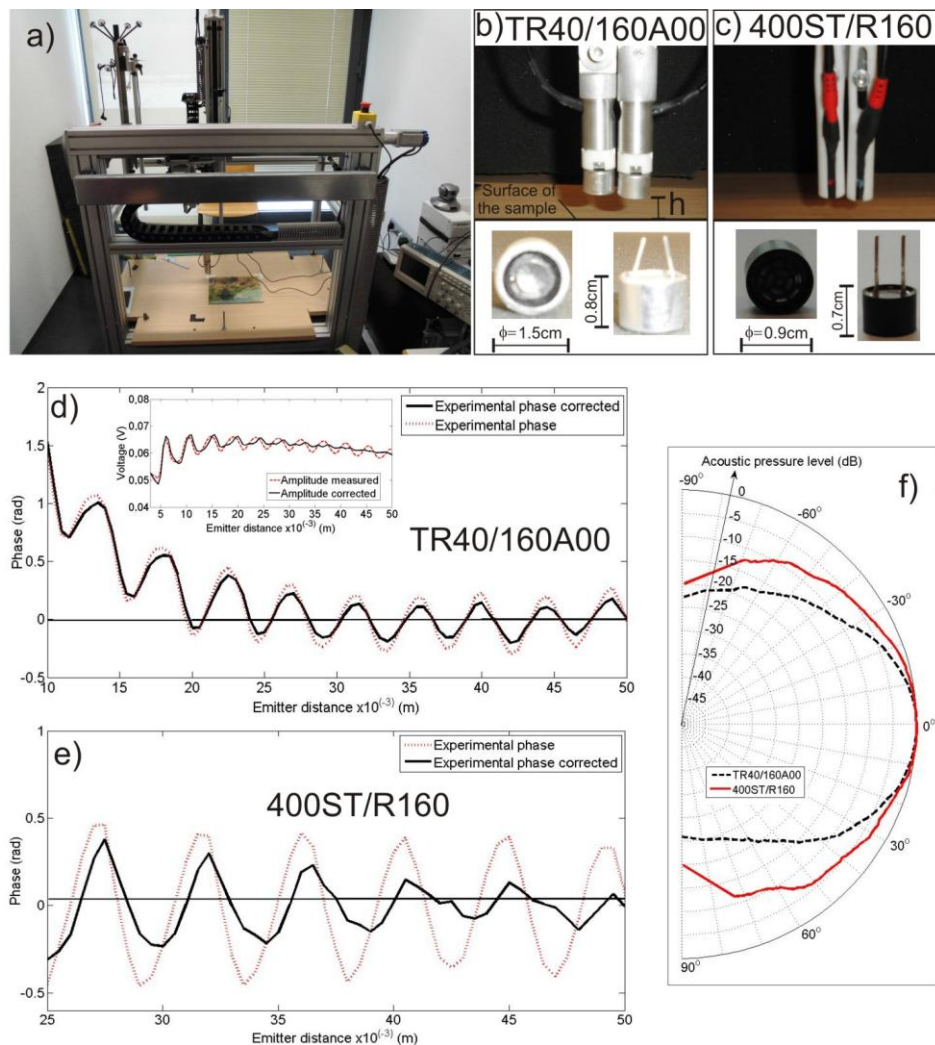 a)
b) TR40/160A00
c) 400ST/R160
Surface of
the sample
h
0.8cm
ϕ=1.5cm
0.7cm
ϕ=0.9cm
d)
2
1.5
1
0.5
0
-0.5
Phase (rad)
10 15 20 25 30 35 40 45 50
Emitter distance x10^(-3) (m)
0,08
0.07
0.06
0.05
0.04
Voltage (V)
5 10 15 20 25 30 35 40 45 50
Emitter distance x10^(-3) (m)
Amplitude measured
Amplitude corrected
Experimental phase corrected
Experimental phase
TR40/160A00
e)
1
0.5
0
-0.5
Phase (rad)
Experimental phase
Experimental phase corrected
400ST/R160
25 30 35 40 45 50
Emitter distance x10^(-3) (m)
f)
Acoustic pressure level (dB)
-90°
-60°
-30°
0°
30°
60°
90°
0
-5
-10
-15
-20
-25
-30
-35
-40
-45
0
TR40/160A00
400ST/R160